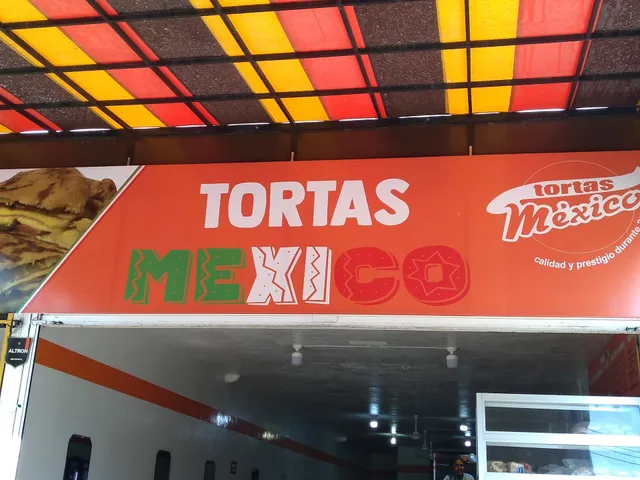 TORTAS
MEXICO
tortas
México
calidad y prestigio durante
ALTRON